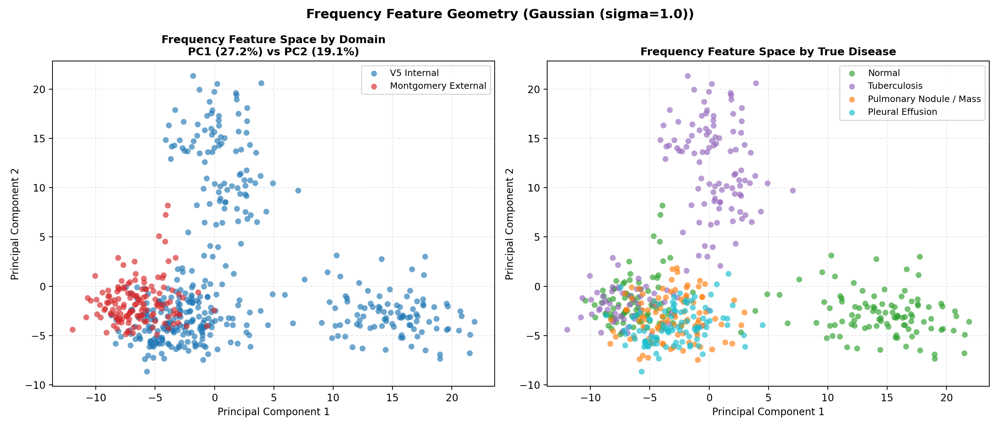 Frequency Feature Geometry (Gaussian (sigma=1.0))
Frequency Feature Space by Domain
PC1 (27.2%) vs PC2 (19.1%)
V5 Internal
Montgomery External
20
15
10
5
0
−5
−10
Principal Component 2
−10
−5
0
5
10
15
20
Principal Component 1
Frequency Feature Space by True Disease
Normal
Tuberculosis
Pulmonary Nodule / Mass
Pleural Effusion
20
15
10
5
0
−5
−10
Principal Component 2
−10
−5
0
5
10
15
20
Principal Component 1